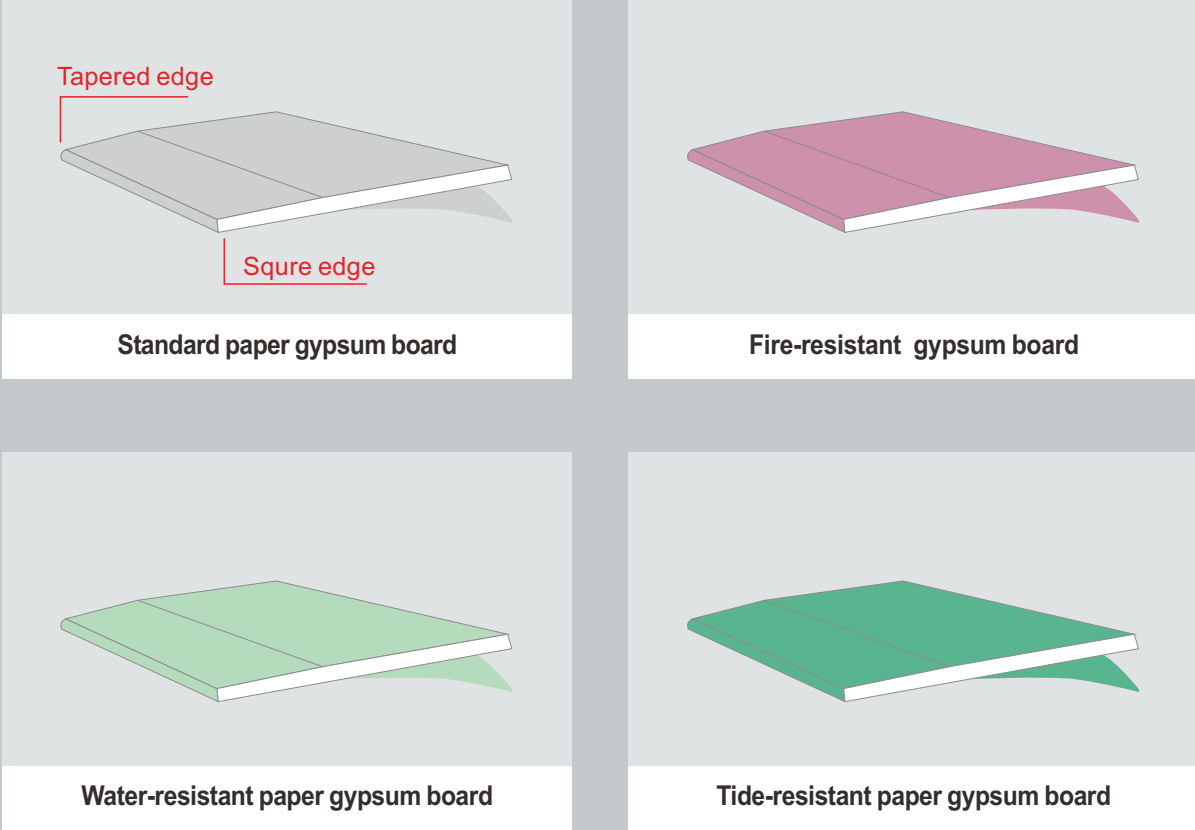 Tapered edge
Squre edge
Standard paper gypsum board
Fire-resistant  gypsum board
Water-resistant paper gypsum board
Tide-resistant paper gypsum board